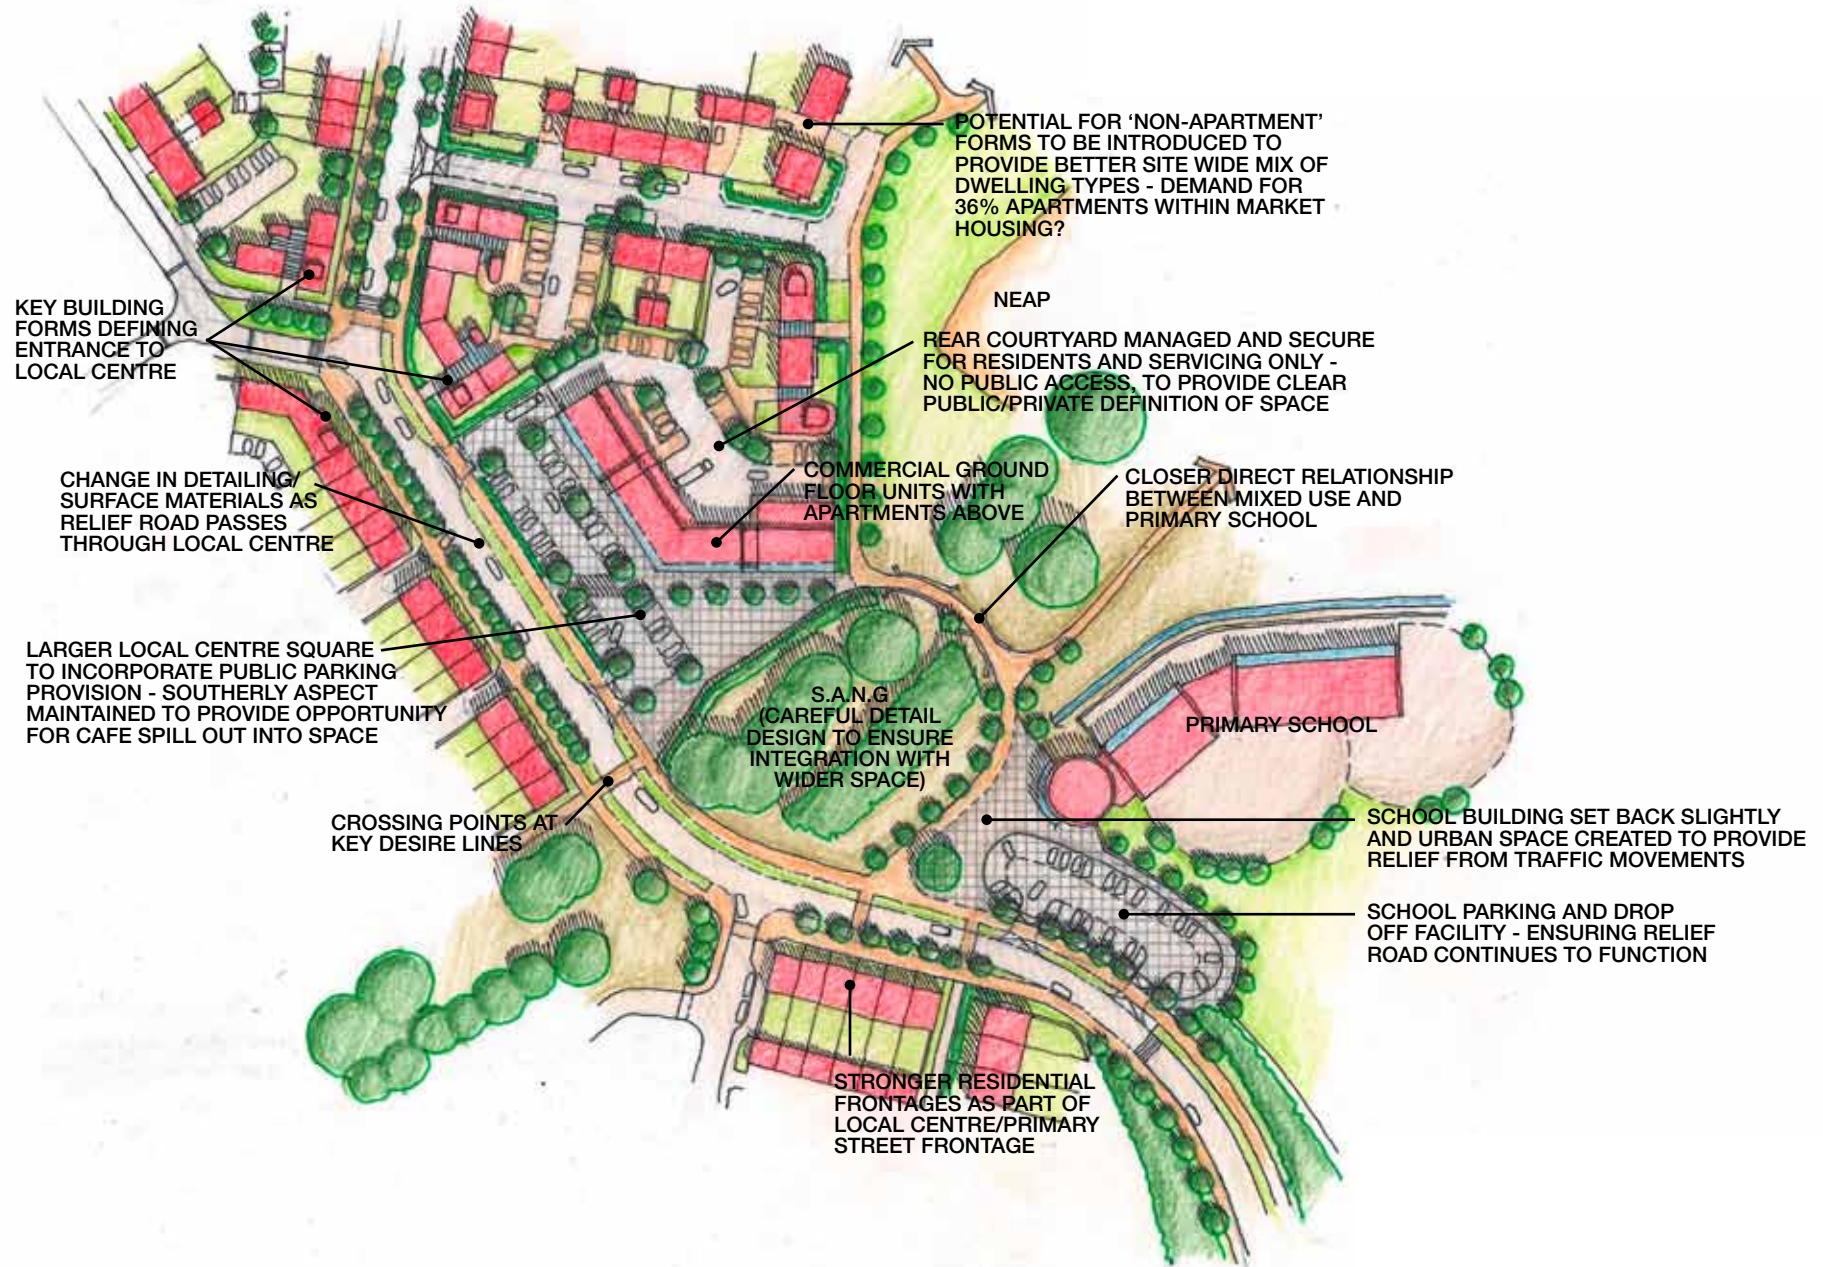 POTENTIAL FOR ‘NON-APARTMENT’
FORMS TO BE INTRODUCED TO
PROVIDE BETTER SITE WIDE MIX OF
DWELLING TYPES - DEMAND FOR
36% APARTMENTS WITHIN MARKET
HOUSING?
NEAP
KEY BUILDING
FORMS DEFINING
ENTRANCE TO
LOCAL CENTRE
REAR COURTYARD MANAGED AND SECURE
FOR RESIDENTS AND SERVICING ONLY -
NO PUBLIC ACCESS, TO PROVIDE CLEAR
PUBLIC/PRIVATE DEFINITION OF SPACE
CHANGE IN DETAILING/
SURFACE MATERIALS AS
RELIEF ROAD PASSES
THROUGH LOCAL CENTRE
COMMERCIAL GROUND
FLOOR UNITS WITH
APARTMENTS ABOVE
CLOSER DIRECT RELATIONSHIP
BETWEEN MIXED USE AND
PRIMARY SCHOOL
LARGER LOCAL CENTRE SQUARE
TO INCORPORATE PUBLIC PARKING
PROVISION - SOUTHERLY ASPECT
MAINTAINED TO PROVIDE OPPORTUNITY
FOR CAFE SPILL OUT INTO SPACE
S.A.N.G
(CAREFUL DETAIL
DESIGN TO ENSURE
INTEGRATION WITH
WIDER SPACE)
PRIMARY SCHOOL
CROSSING POINTS AT
KEY DESIRE LINES
SCHOOL BUILDING SET BACK SLIGHTLY
AND URBAN SPACE CREATED TO PROVIDE
RELIEF FROM TRAFFIC MOVEMENTS
SCHOOL PARKING AND DROP
OFF FACILITY - ENSURING RELIEF
ROAD CONTINUES TO FUNCTION
STRONGER RESIDENTIAL
FRONTAGES AS PART OF
LOCAL CENTRE/PRIMARY
STREET FRONTAGE